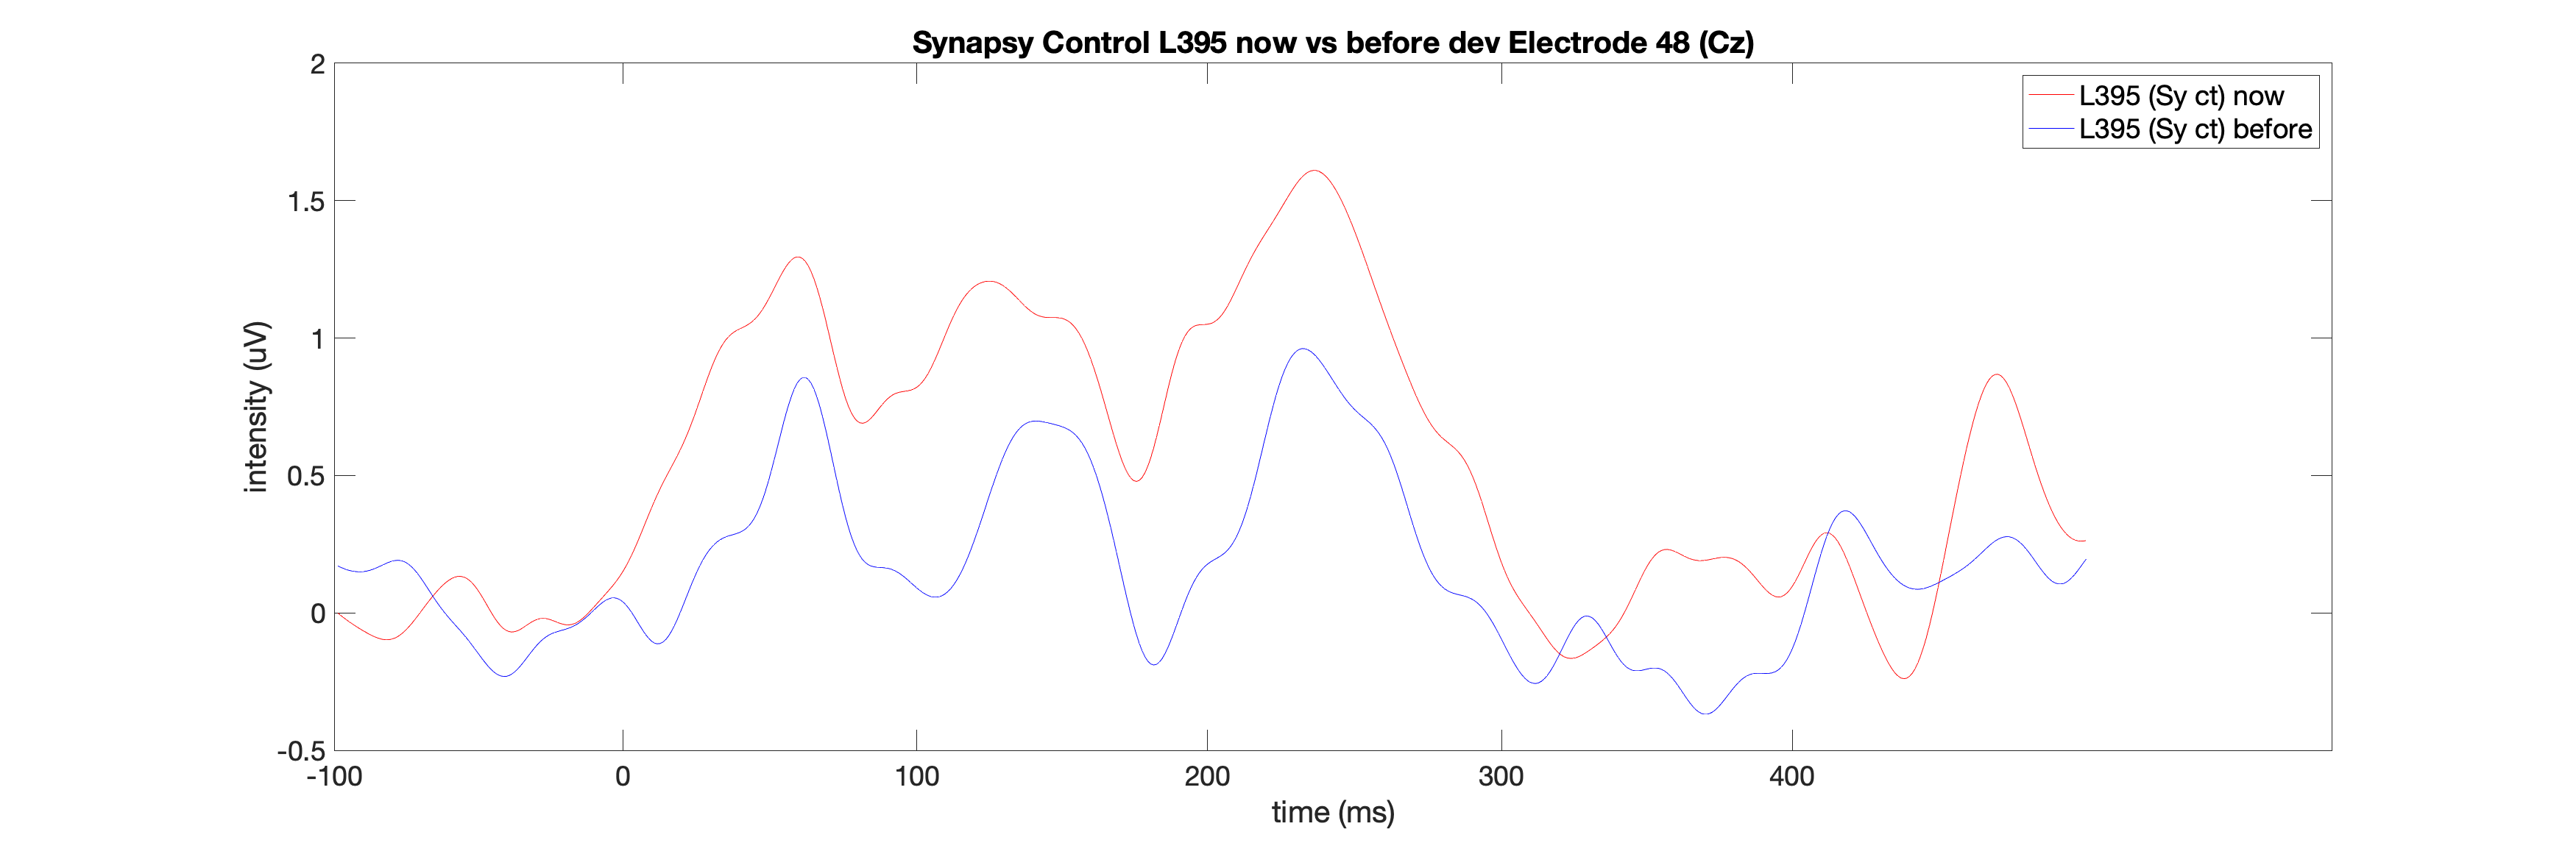 Synapsy Control L395 now vs before dev Electrode 48 (Cz)
L395 (Sy ct) now
L395 (Sy ct) before
2
1.5
1
0.5
0
-0.5
intensity (uV)
-100 0 100 200 300 400
time (ms)